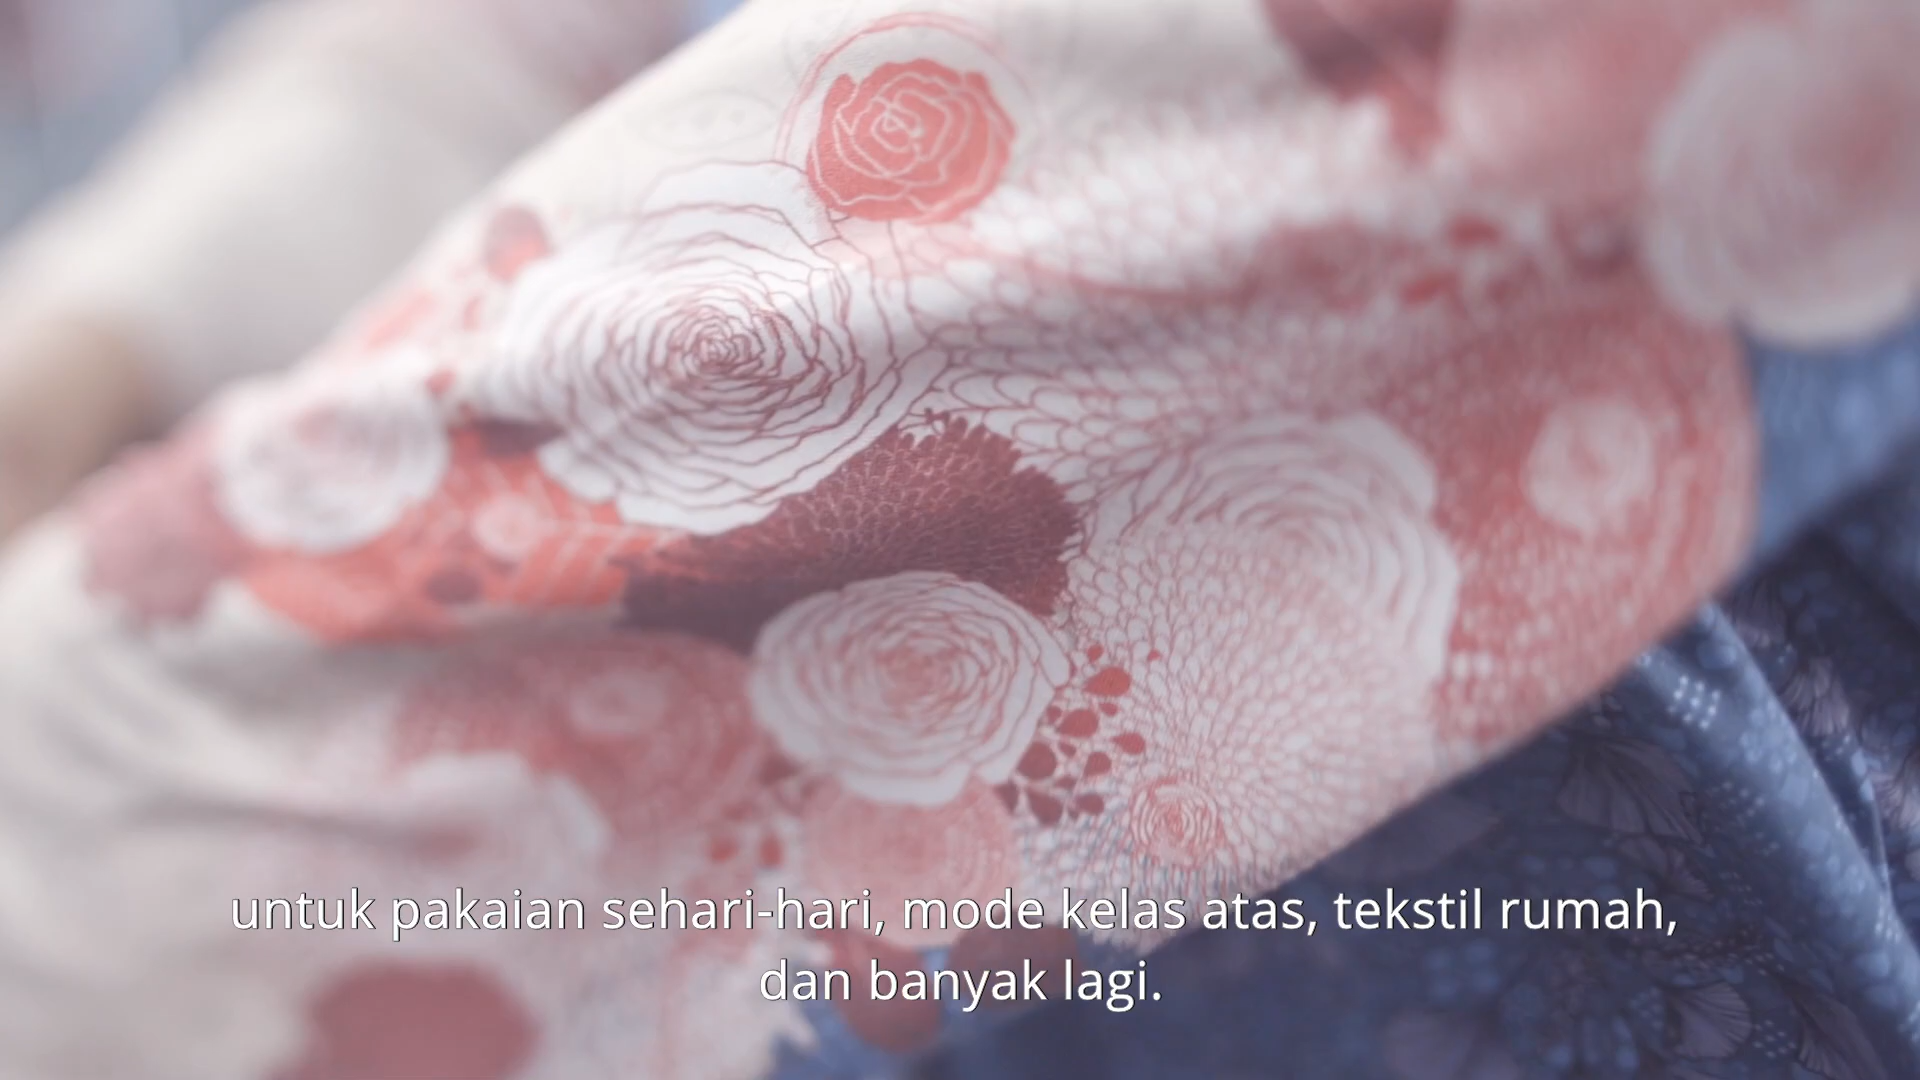 untuk pakaian sehari-hari, mode kelas atas, tekstil rumah,
dan banyak lagi.